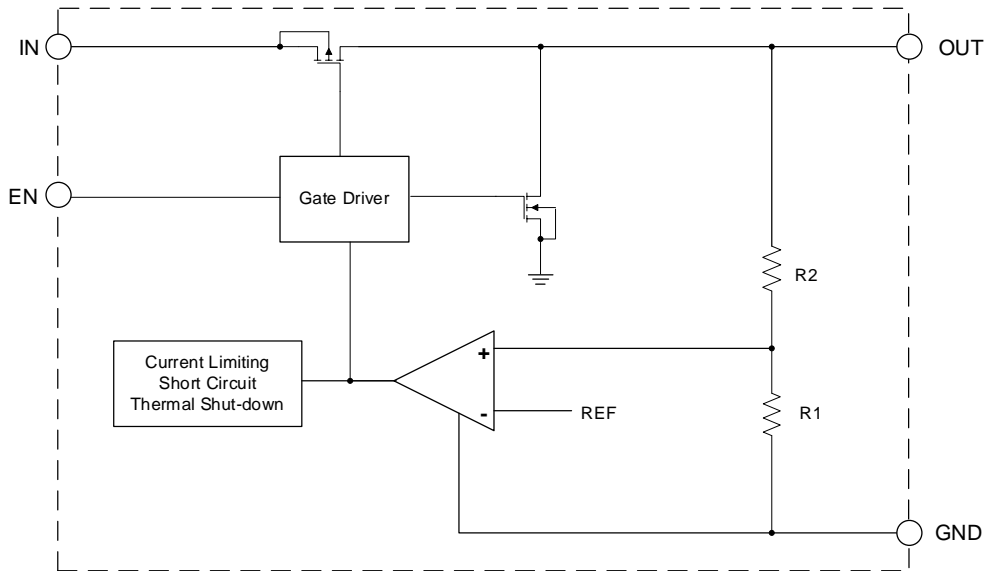 IN
OUT
EN
Gate Driver
R2
Current Limiting
Short Circuit
Thermal Shut-down
+
-
REF
R1
GND